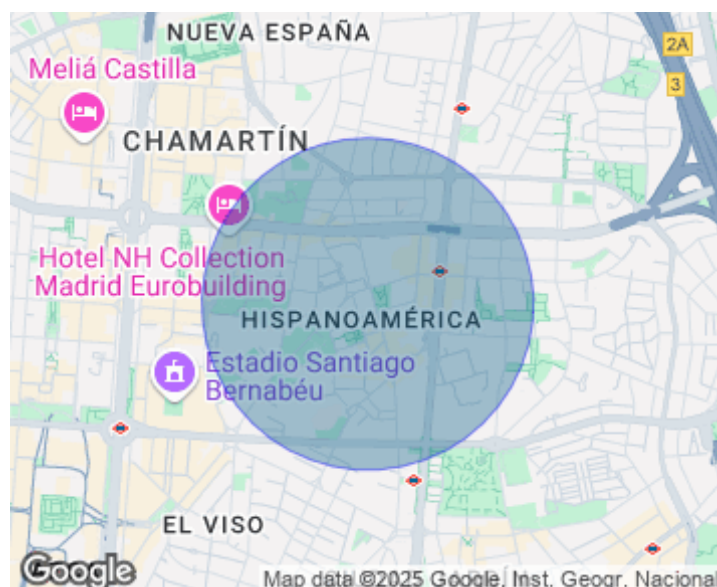 NUEVA ESPAÑA
2A
3
Meliá Castilla
CHAMARTÍN
Hotel NH Collection
Madrid Eurobuilding
HISPANOAMÉRICA
Estadio Santiago
Bernabéu
EL VISO
Google
Map data ©2025 Google, Inst. Geogr. Nacional